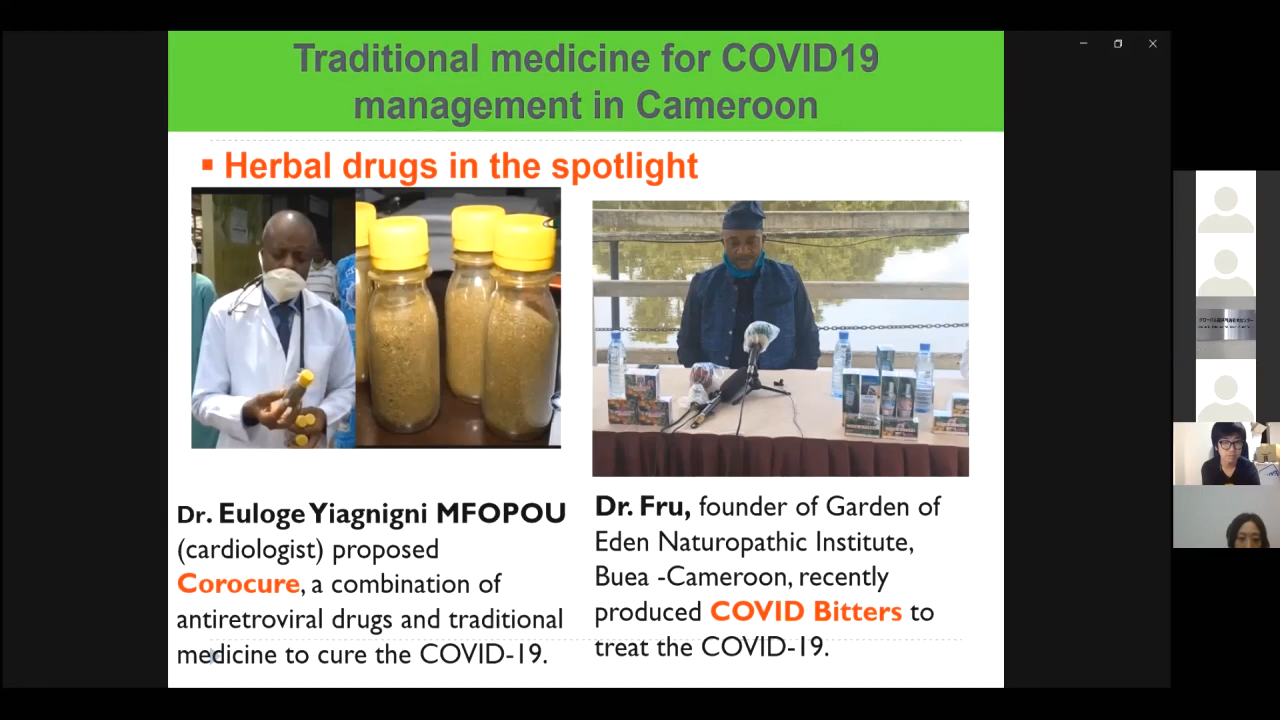 Traditional medicine for COVID19
management in Cameroon
▪ Herbal drugs in the spotlight
Dr. Euloge Yiagnigni MFOPOU
(cardiologist) proposed
Corocure, a combination of
antiretroviral drugs and traditional
medicine to cure the COVID-19.
Dr. Fru, founder of Garden of
Eden Naturopathic Institute,
Buea -Cameroon, recently
produced COVID Bitters to
treat the COVID-19.